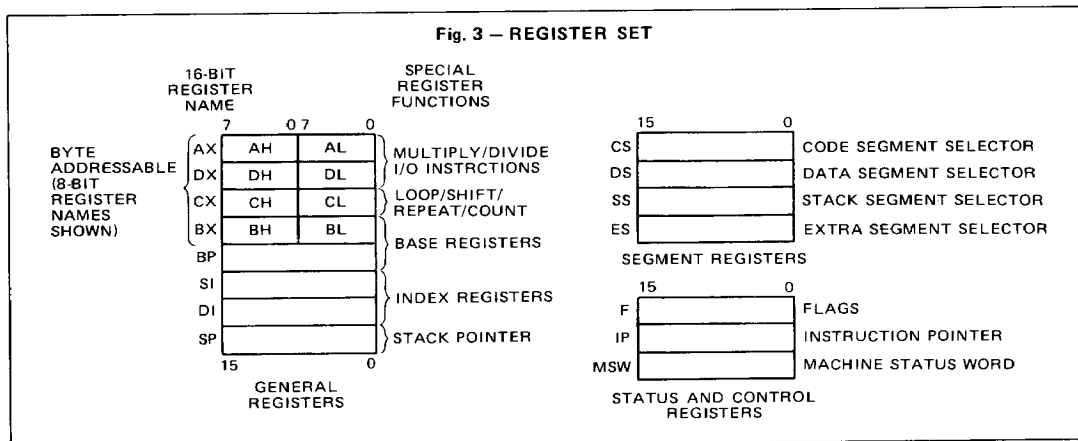 Fig. 3 — REGISTER SET
16-BIT
REGISTER
NAME
SPECIAL
REGISTER
FUNCTIONS
7 0 7 0
BYTE
ADDRESSABLE
(8-BIT
REGISTER
NAMES
SHOWN)
AX AH AL
DX DH DL
CX CH CL
BX BH BL
BP
SI
DI
SP
15 0
MULTIPLY/DIVIDE
I/O INSTRCTIONS
LOOP/SHIFT/
REPEAT/COUNT
BASE REGISTERS
INDEX REGISTERS
STACK POINTER
GENERAL
REGISTERS
15 0
CS CODE SEGMENT SELECTOR
DS DATA SEGMENT SELECTOR
SS STACK SEGMENT SELECTOR
ES EXTRA SEGMENT SELECTOR
SEGMENT REGISTERS
15 0
F FLAGS
IP INSTRUCTION POINTER
MSW MACHINE STATUS WORD
STATUS AND CONTROL
REGISTERS